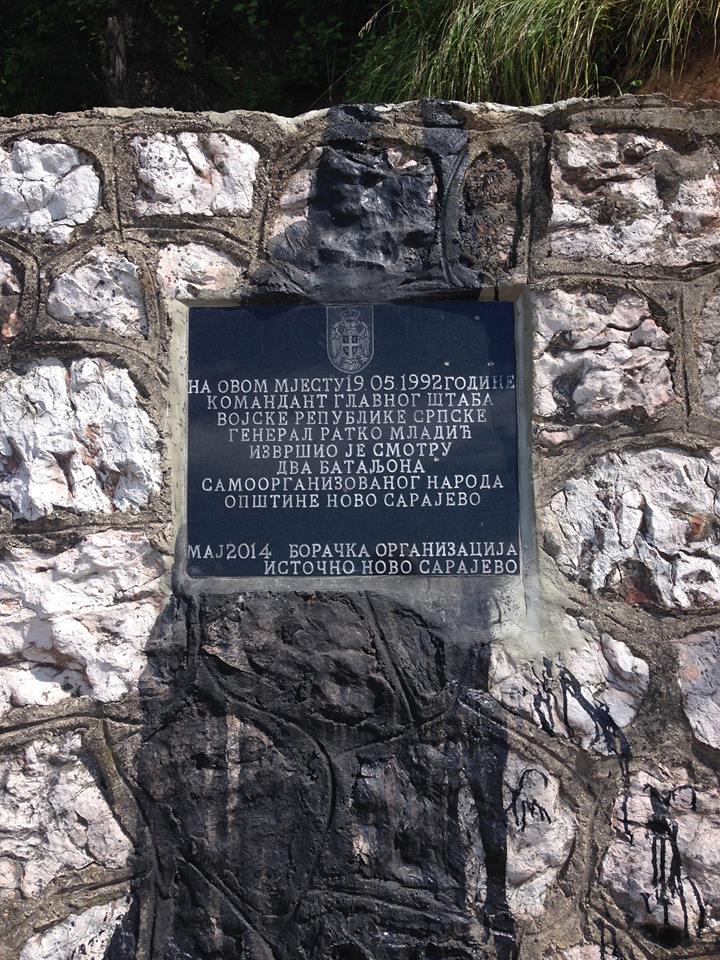 НА ОВОМ МЈЕСТУ 19.05.1992 ГОДИНЕ
КОМАНДАНТ ГЛАВНОГ ШТАБА
ВОЈСКЕ РЕПУБЛИКЕ СРПСКЕ
ГЕНЕРАЛ РАТКО МЛАДИЋ
ИЗВРШИО ЈЕ СМОТРУ
ДВА БАТАЉОНА
САМООРГАНИЗОВАНОГ НАРОДА
ОПШТИНЕ НОВО САРАЈЕВО
МАЈ 2014 БОРАЧКА ОРГАНИЗАЦИЈА
ИСТОЧНО НОВО САРАЈЕВО